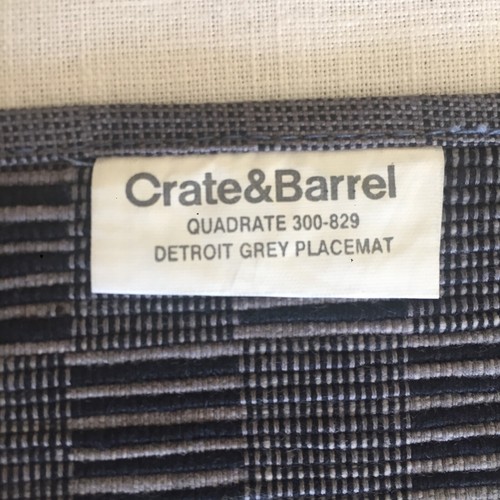 Crate&Barrel
QUADRATE 300-829
DETROIT GREY PLACEMAT